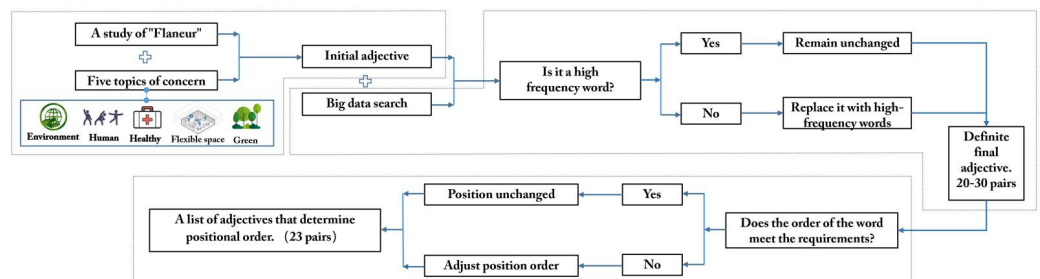 A study of "Flaneur"
Five topics of concern
Environment
Human
Healthy
Flexible space
Green
Initial adjective
Big data search
Is it a high
frequency word?
Yes
Remain unchanged
No
Replace it with high-
frequency words
Definite
final
adjective.
20-30 pairs
Does the order of the word
meet the requirements?
Yes
Position unchanged
No
Adjust position order
A list of adjectives that determine
positional order. （23 pairs）